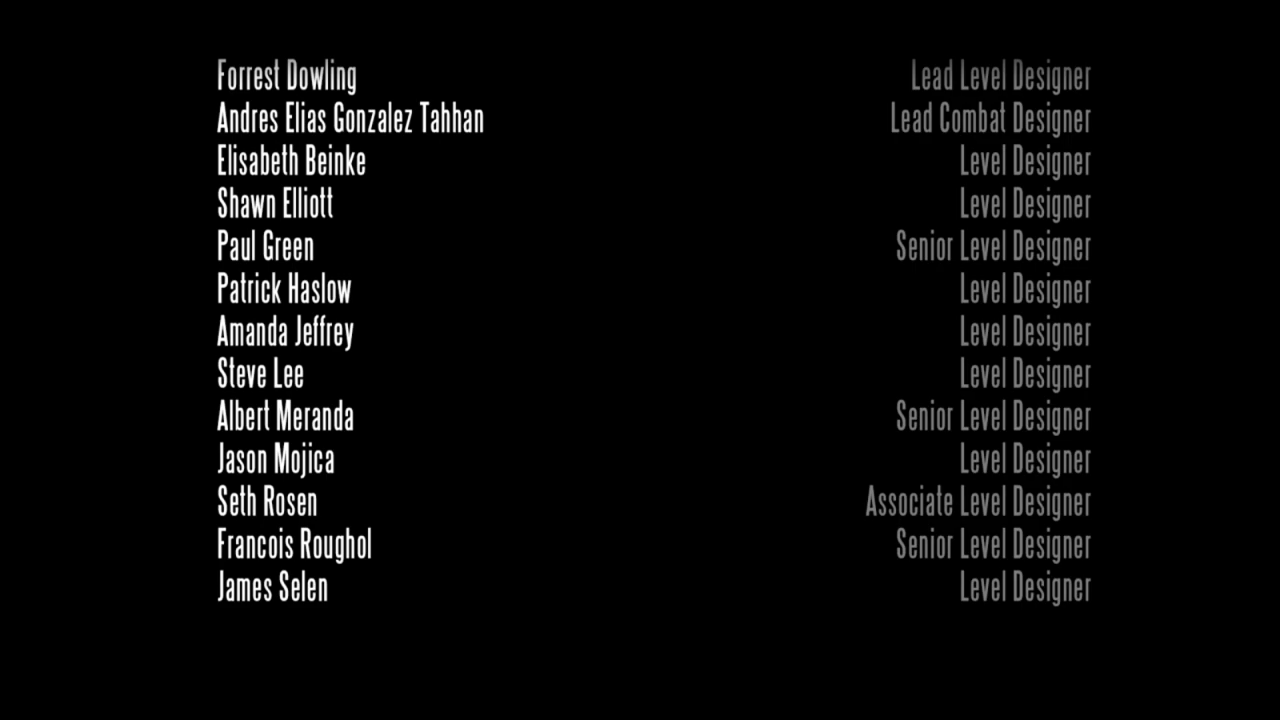 Forrest Dowling Lead Level Designer
Andres Elias Gonzalez Tahhan Lead Combat Designer
Elisabeth Beinke Level Designer
Shawn Elliott Level Designer
Paul Green Senior Level Designer
Patrick Haslow Level Designer
Amanda Jeffrey Level Designer
Steve Lee Level Designer
Albert Meranda Senior Level Designer
Jason Mojica Level Designer
Seth Rosen Associate Level Designer
Francois Roughol Senior Level Designer
James Selen Level Designer